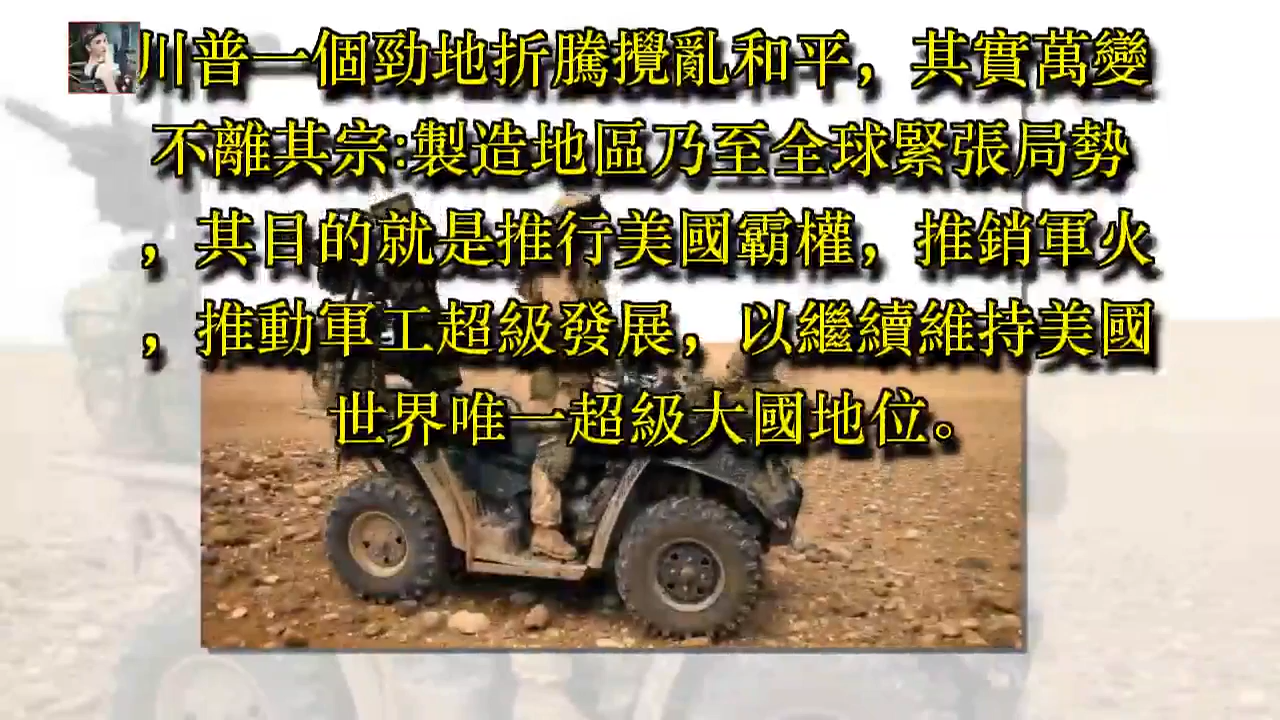 川普一個勁地折騰攪亂和平，其實萬變
不離其宗:製造地區乃至全球緊張局勢
，其目的就是推行美國霸權，推銷軍火
，推動軍工超級發展，以繼續維持美國
世界唯一超級大國地位。